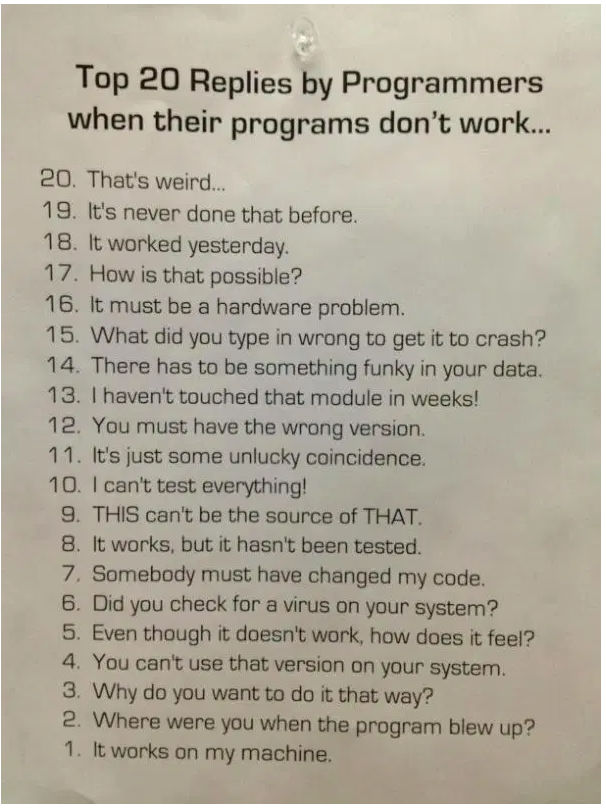 Top 20 Replies by Programmers
when their programs don't work...
20. That's weird...
19. It's never done that before.
18. It worked yesterday.
17. How is that possible?
16. It must be a hardware problem.
15. What did you type in wrong to get it to crash?
14. There has to be something funky in your data.
13. I haven't touched that module in weeks!
12. You must have the wrong version.
11. It's just some unlucky coincidence.
10. I can't test everything!
9. THIS can't be the source of THAT.
8. It works, but it hasn't been tested.
7. Somebody must have changed my code.
6. Did you check for a virus on your system?
5. Even though it doesn't work, how does it feel?
4. You can't use that version on your system.
3. Why do you want to do it that way?
2. Where were you when the program blew up?
1. It works on my machine.